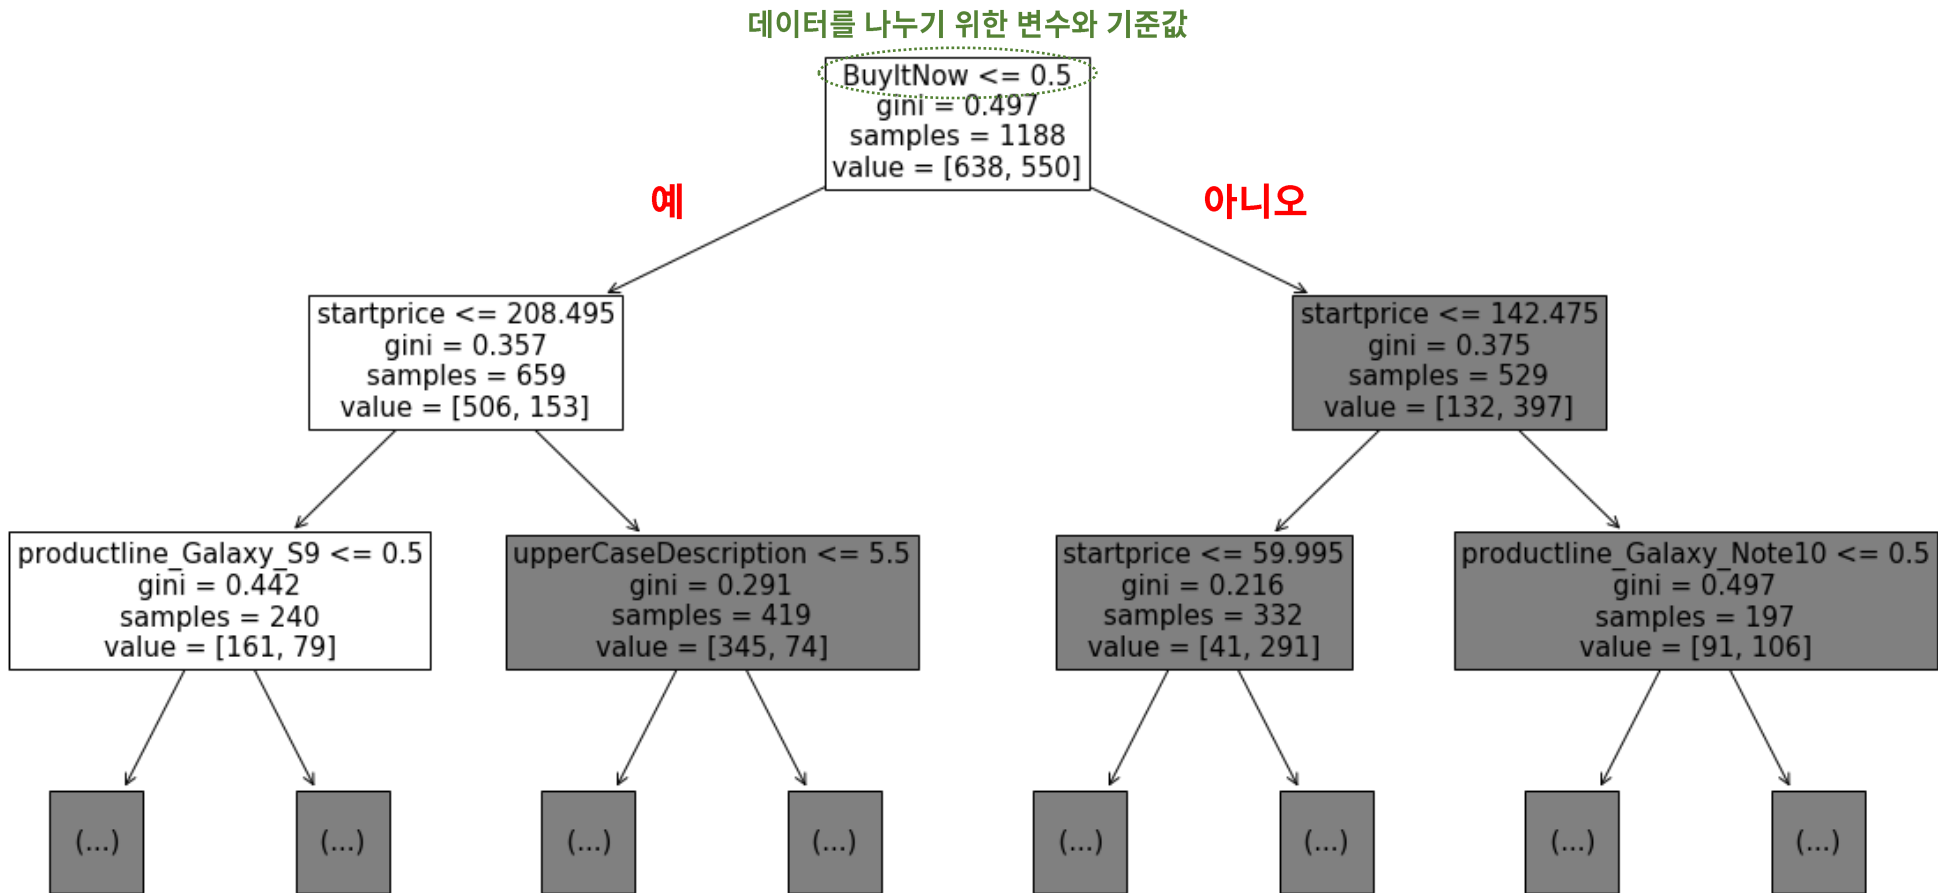 데이터를 나누기 위한 변수와 기준값
BuyItNow <= 0.5
gini = 0.497
samples = 1188
value = [638, 550]
예
아니오
startprice <= 208.495
gini = 0.357
samples = 659
value = [506, 153]
startprice <= 142.475
gini = 0.375
samples = 529
value = [132, 397]
productline_Galaxy_S9 <= 0.5
gini = 0.442
samples = 240
value = [161, 79]
upperCaseDescription <= 5.5
gini = 0.291
samples = 419
value = [345, 74]
startprice <= 59.995
gini = 0.216
samples = 332
value = [41, 291]
productline_Galaxy_Note10 <= 0.5
gini = 0.497
samples = 197
value = [91, 106]
(...)
(...)
(...)
(...)
(...)
(...)
(...)
(...)